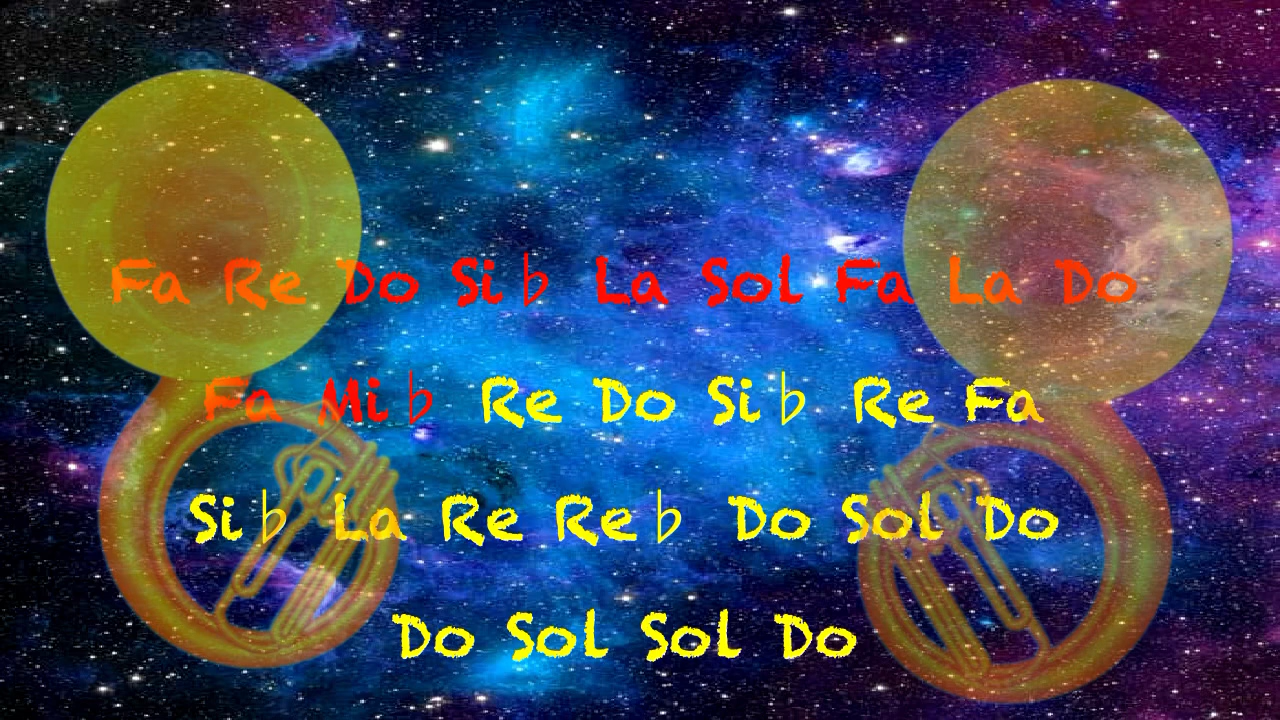 Fa Re Do Si♭ La Sol Fa La Do
Fa Mi♭ Re Do Si♭ Re Fa
Si♭ La Re Re♭ Do Sol Do
Do Sol Sol Do